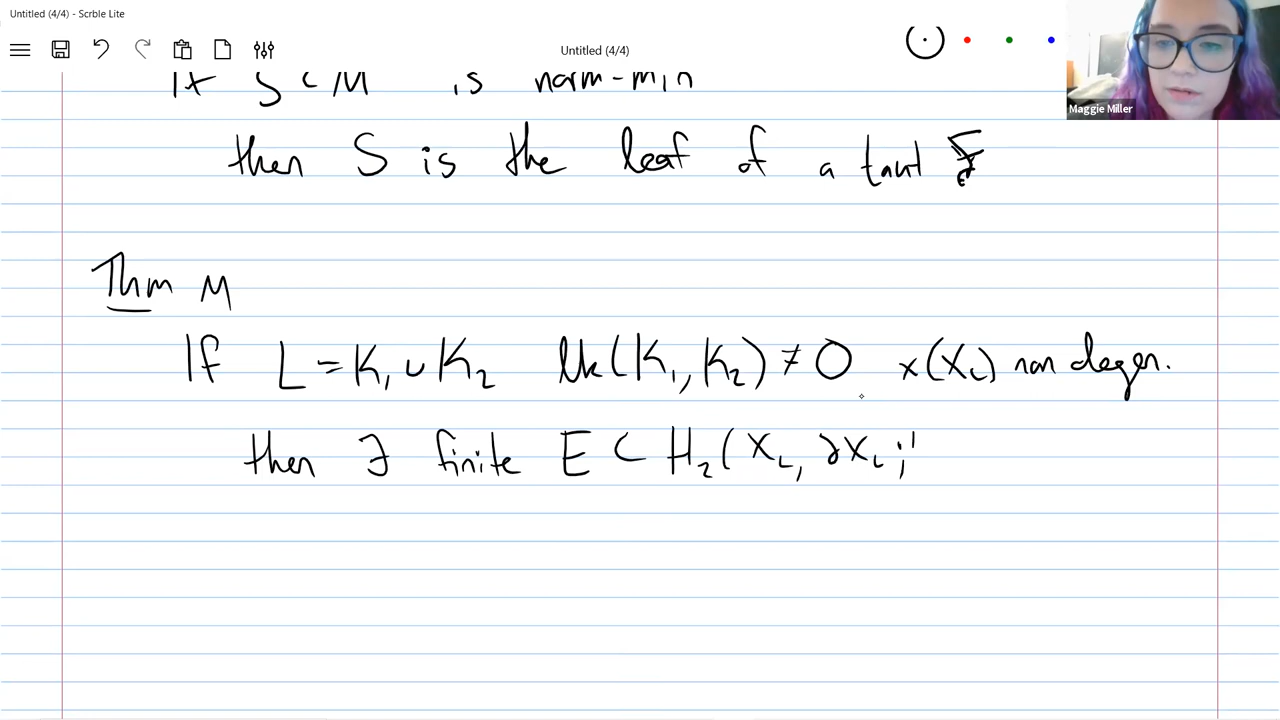 Untitled (4/4) - Scrble Lite
Untitled (4/4)
Maggie Miller
If S ⊂ M is norm-min
then S is the leaf of a taut F
Thm M
If L = K₁ ∪ K₂ lk(K₁, K₂) ≠ 0 x(X_L) non degen.
then ∃ finite E ⊂ H₂(X_L, ∂X_L;